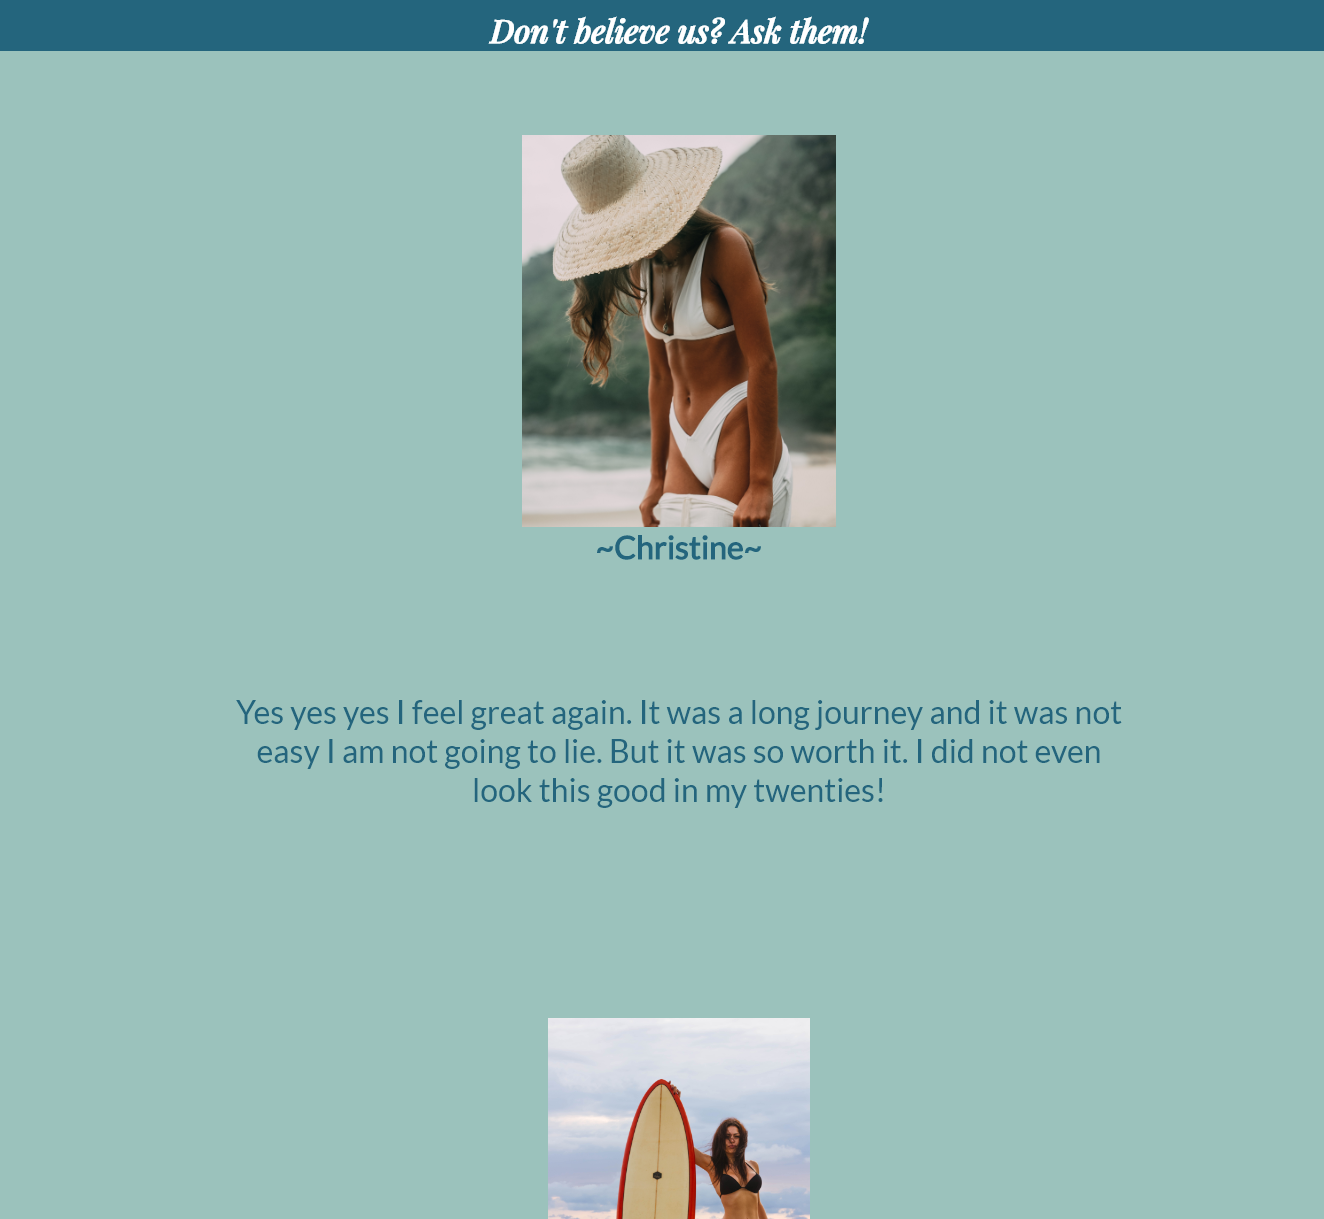 Don't believe us? Ask them!
~Christine~
Yes yes yes I feel great again. It was a long journey and it was not
easy I am not going to lie. But it was so worth it. I did not even
look this good in my twenties!